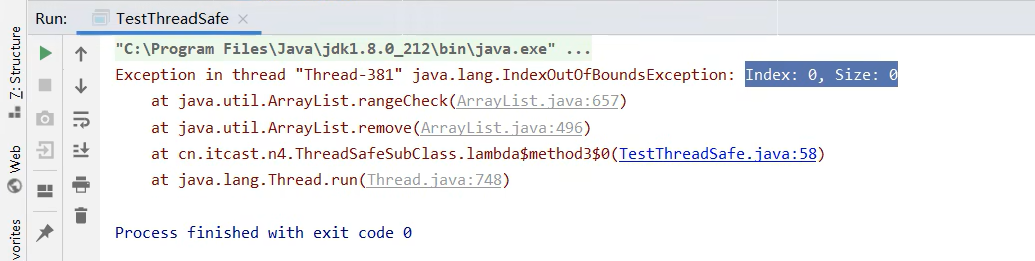 Run: TestThreadSafe ×
"C:\Program Files\Java\jdk1.8.0_212\bin\java.exe" ...
Exception in thread "Thread-381" java.lang.IndexOutOfBoundsException: Index: 0, Size: 0
at java.util.ArrayList.rangeCheck(ArrayList.java:657)
at java.util.ArrayList.remove(ArrayList.java:496)
at cn.itcast.n4.ThreadSafeSubClass.lambda$method3$0(TestThreadSafe.java:58)
at java.lang.Thread.run(Thread.java:748)
Process finished with exit code 0
7: Structure
Web
vorites